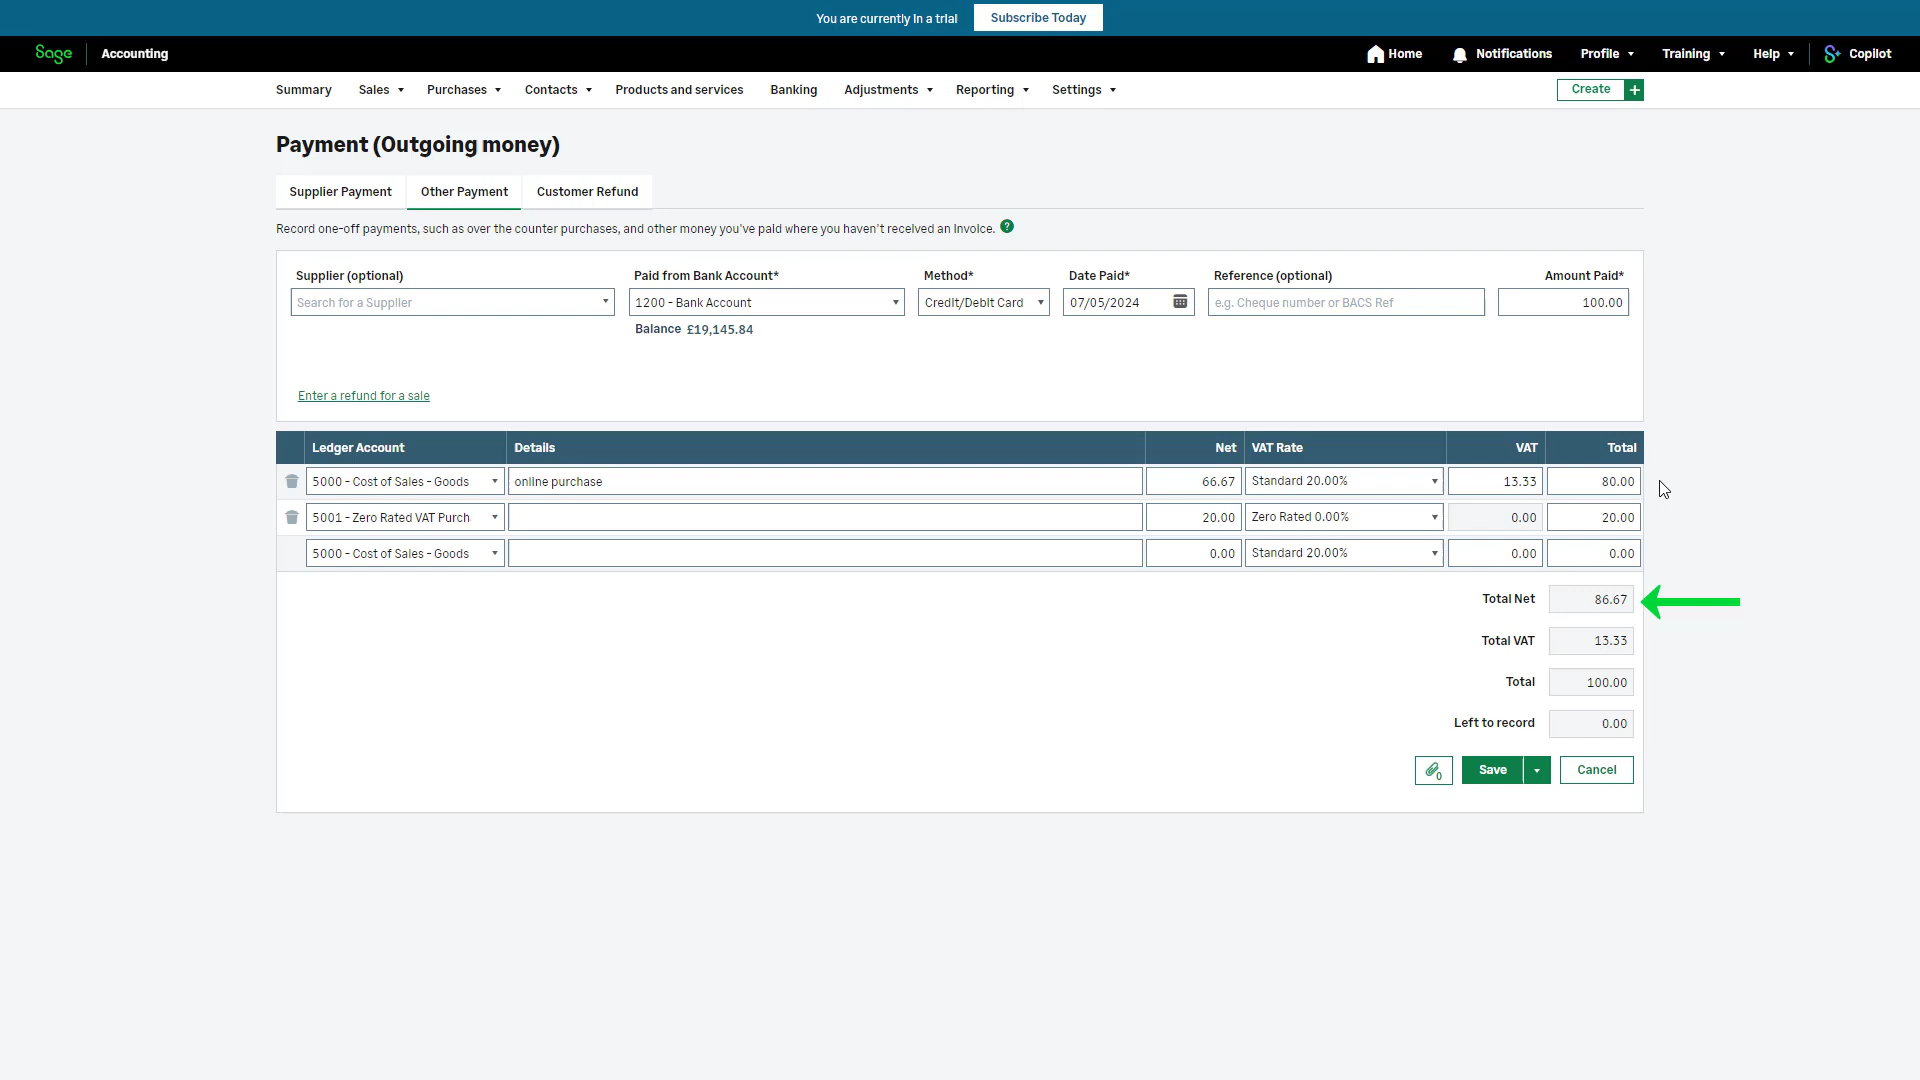 You are currently in a trial Subscribe Today
Sage Accounting Home Notifications Profile Training Help Copilot
Summary Sales Purchases Contacts Products and services Banking Adjustments Reporting Settings Create +
Payment (Outgoing money)
Supplier Payment Other Payment Customer Refund
Record one-off payments, such as over the counter purchases, and other money you've paid where you haven't received an invoice. ?
Supplier (optional) Paid from Bank Account* Method* Date Paid* Reference (optional) Amount Paid*
Search for a Supplier 1200 - Bank Account Credit/Debit Card 07/05/2024 e.g. Cheque number or BACS Ref 100.00
Balance £19,145.84
Enter a refund for a sale
Ledger Account Details Net VAT Rate VAT Total
5000 - Cost of Sales - Goods online purchase 66.67 Standard 20.00% 13.33 80.00
5001 - Zero Rated VAT Purch 20.00 Zero Rated 0.00% 0.00 20.00
5000 - Cost of Sales - Goods 0.00 Standard 20.00% 0.00 0.00
Total Net 86.67
Total VAT 13.33
Total 100.00
Left to record 0.00
0 Save Cancel